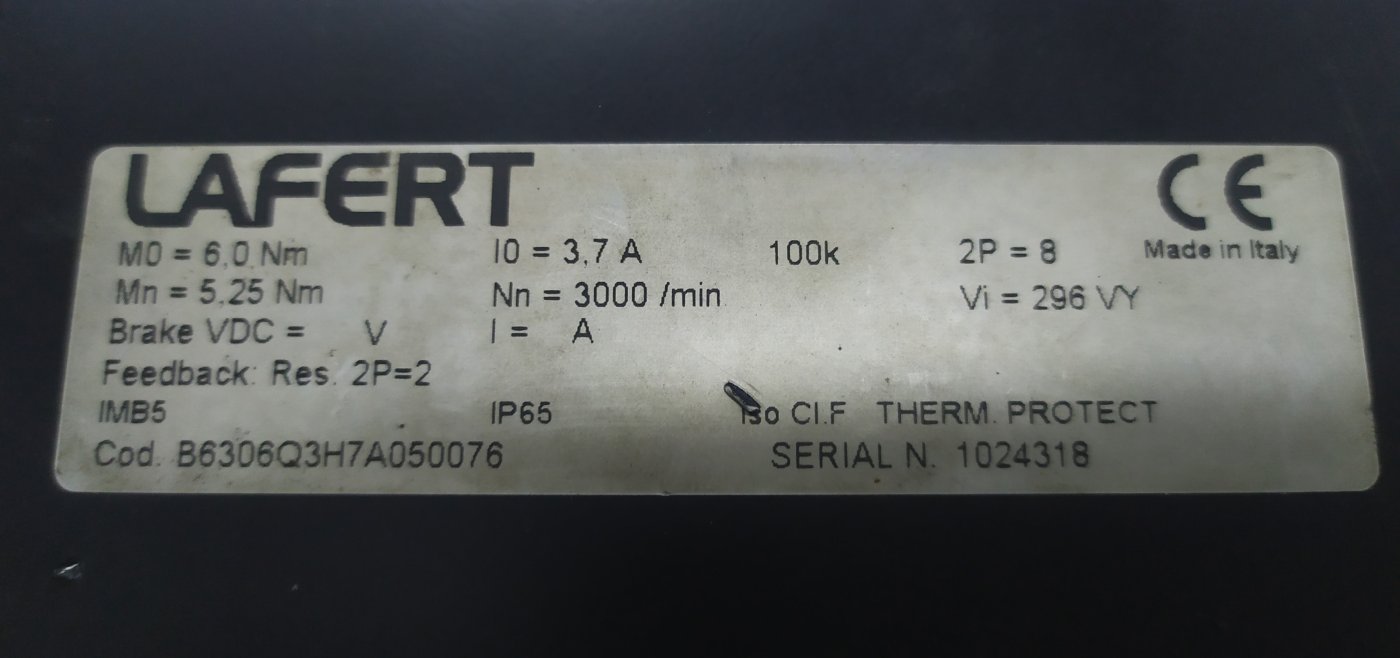 LAFERT CE
M0 = 6,0 Nm I0 = 3,7 A 100k 2P = 8 Made in Italy
Mn = 5,25 Nm Nn = 3000 /min Vi = 296 VY
Brake VDC = V I = A
Feedback: Res. 2P=2
IMB5 IP65 Iso Cl.F THERM. PROTECT
Cod. B6306Q3H7A050076 SERIAL N. 1024318